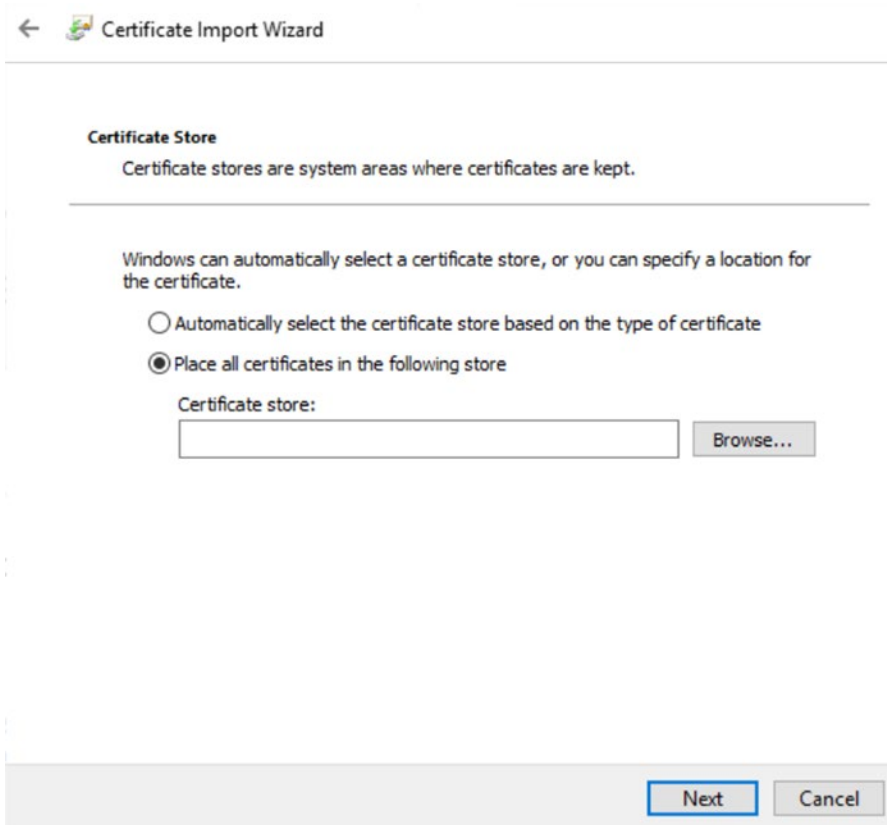 Certificate Import Wizard
Certificate Store
Certificate stores are system areas where certificates are kept.
Windows can automatically select a certificate store, or you can specify a location for
the certificate.
Automatically select the certificate store based on the type of certificate
Place all certificates in the following store
Certificate store:
Browse...
Next
Cancel